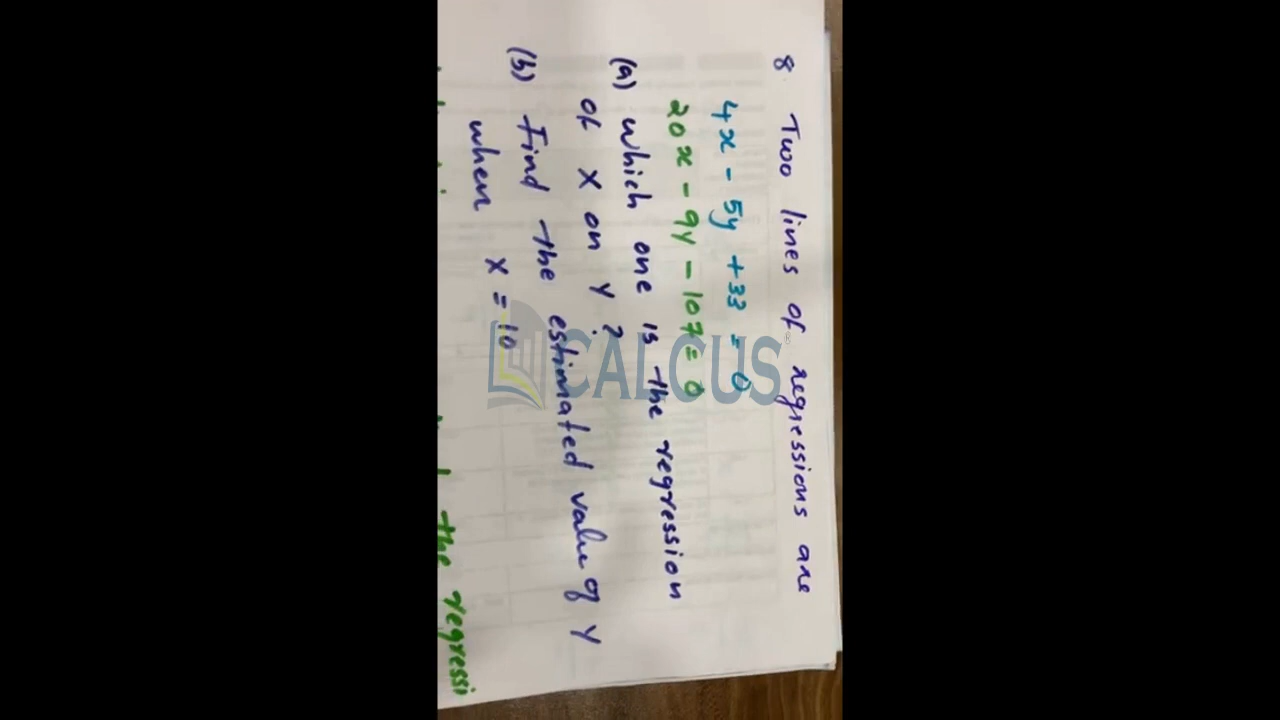 8 Two lines of regressions are
4x - 5y + 33 = 0
20x - 9y - 107 = 0
(a) which one is the regression
of X on Y ?
(b) Find the estimated value of Y
when X = 10
the regressi
CALCUS